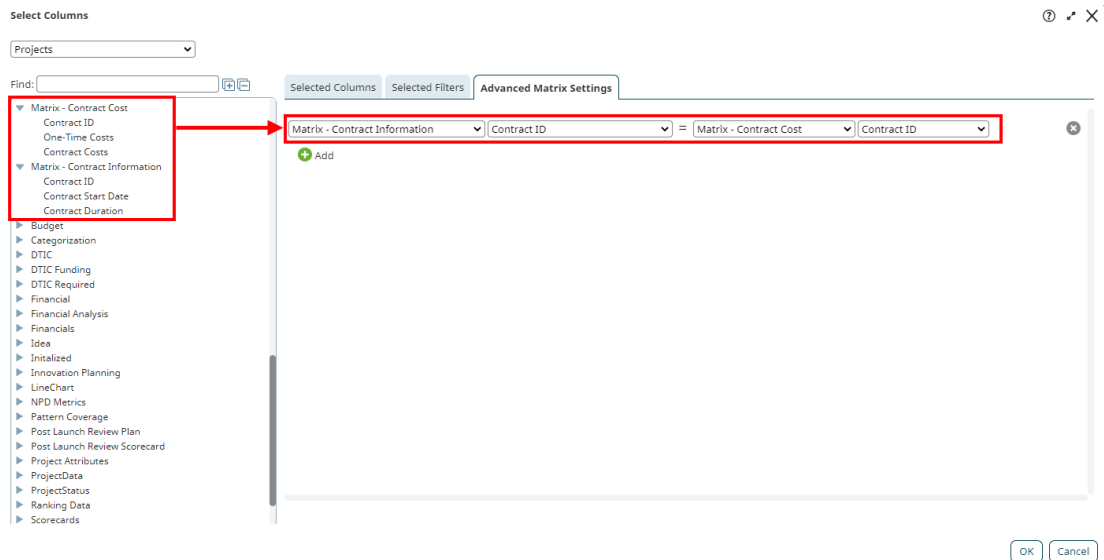 Select Columns
Projects
Find:
Selected Columns Selected Filters Advanced Matrix Settings
Matrix - Contract Cost
Contract ID
One-Time Costs
Contract Costs
Matrix - Contract Information
Contract ID
Contract Start Date
Contract Duration
Budget
Categorization
DTIC
DTIC Funding
DTIC Required
Financial
Financial Analysis
Financials
Idea
Initalized
Innovation Planning
LineChart
NPD Metrics
Pattern Coverage
Post Launch Review Plan
Post Launch Review Scorecard
Project Attributes
ProjectData
ProjectStatus
Ranking Data
Scorecards
Matrix - Contract Information Contract ID = Matrix - Contract Cost Contract ID
Add
OK Cancel